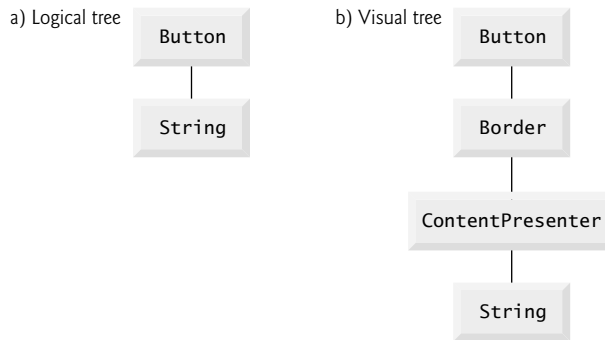 a) Logical tree
Button
String
b) Visual tree
Button
Border
ContentPresenter
String